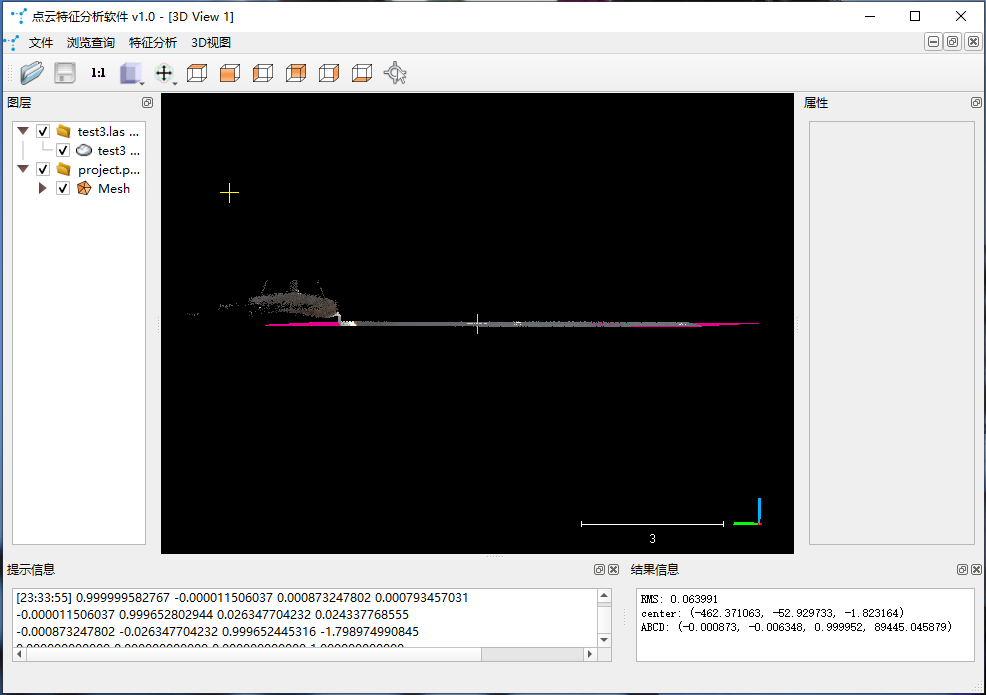 点云特征分析软件 v1.0 - [3D View 1]
文件 浏览查询 特征分析 3D视图
1:1
图层
属性
test3.las ...
test3 ...
project.p...
Mesh
3
提示信息
结果信息
[23:33:55] 0.999999582767 -0.000011506037 0.000873247802 0.000793457031
-0.000011506037 0.999652802944 0.026347704232 0.024337768555
-0.000873247802 -0.026347704232 0.999652445316 -1.798974990845
RMS: 0.063991
center: (-462.371063, -52.929733, -1.823164)
ABCD: (-0.000873, -0.006348, 0.999952, 89445.045879)